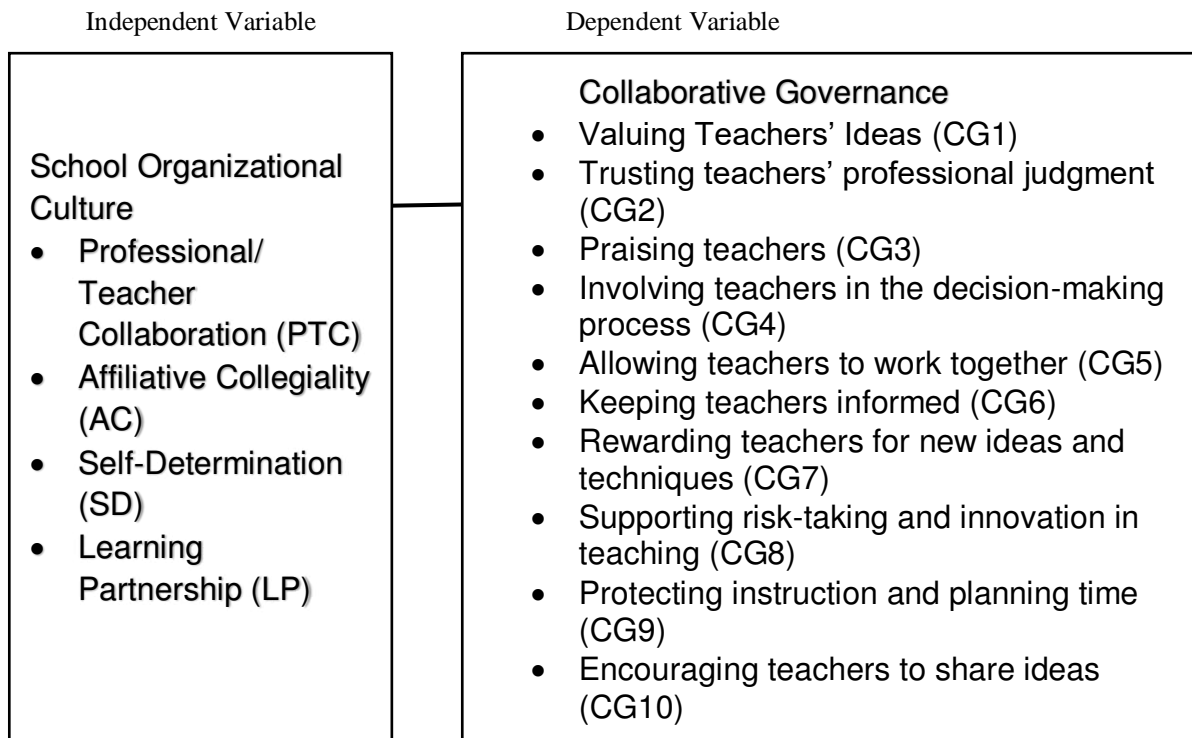 Independent Variable
Dependent Variable
School Organizational
Culture
• Professional/
Teacher
Collaboration (PTC)
• Affiliative Collegiality
(AC)
• Self-Determination
(SD)
• Learning
Partnership (LP)
Collaborative Governance
• Valuing Teachers’ Ideas (CG1)
• Trusting teachers’ professional judgment
(CG2)
• Praising teachers (CG3)
• Involving teachers in the decision-making
process (CG4)
• Allowing teachers to work together (CG5)
• Keeping teachers informed (CG6)
• Rewarding teachers for new ideas and
techniques (CG7)
• Supporting risk-taking and innovation in
teaching (CG8)
• Protecting instruction and planning time
(CG9)
• Encouraging teachers to share ideas
(CG10)